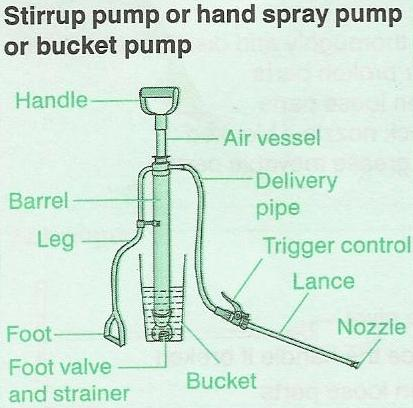 Stirrup pump or hand spray pump
or bucket pump
Handle
Air vessel
Delivery
pipe
Barrel
Leg
Trigger control
Lance
Nozzle
Foot
Foot valve
and strainer
Bucket